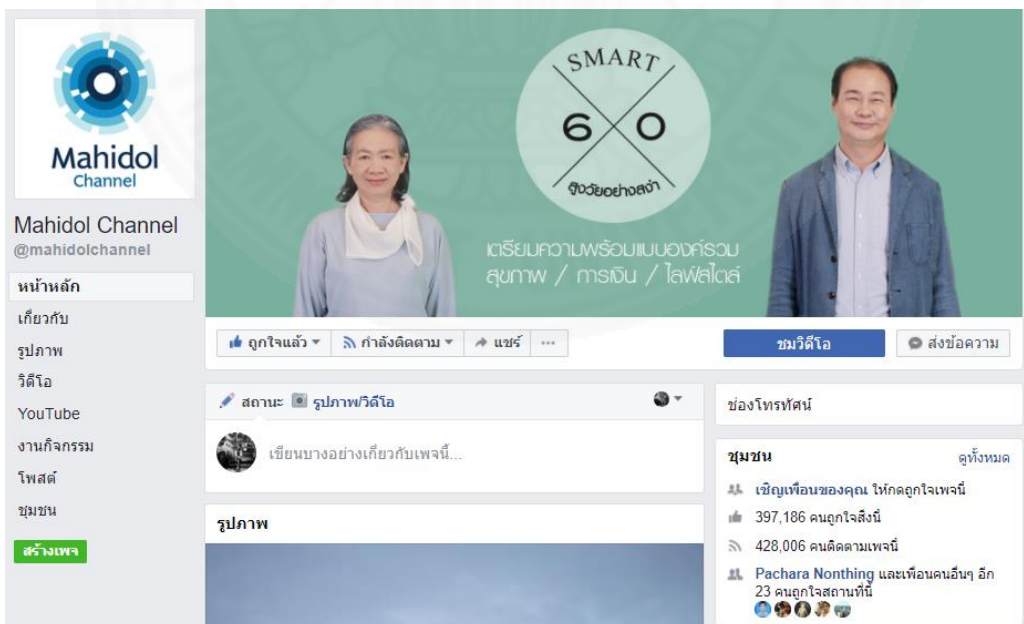 Mahidol
Channel
Mahidol Channel
@mahidolchannel
หน้าหลัก
เกี่ยวกับ
รูปภาพ
วิดีโอ
YouTube
งานกิจกรรม
โพสต์
ชุมชน
สร้างเพจ
SMART
60
สูงวัยอย่างสง่า
เตรียมความพร้อมแบบองค์รวม
สุขภาพ / การเงิน / ไลฟ์สไตล์
ถูกใจแล้ว กำลังติดตาม แชร์ ...
ชมวิดีโอ ส่งข้อความ
สถานะ รูปภาพ/วิดีโอ
เขียนบางอย่างเกี่ยวกับเพจนี้...
รูปภาพ
ช่องโทรทัศน์
ชุมชน ดูทั้งหมด
เชิญเพื่อนของคุณ ให้กดถูกใจเพจนี้
397,186 คนถูกใจสิ่งนี้
428,006 คนติดตามเพจนี้
Pachara Nonthing และเพื่อนคนอื่นๆ อีก
23 คนถูกใจสถานที่นี้